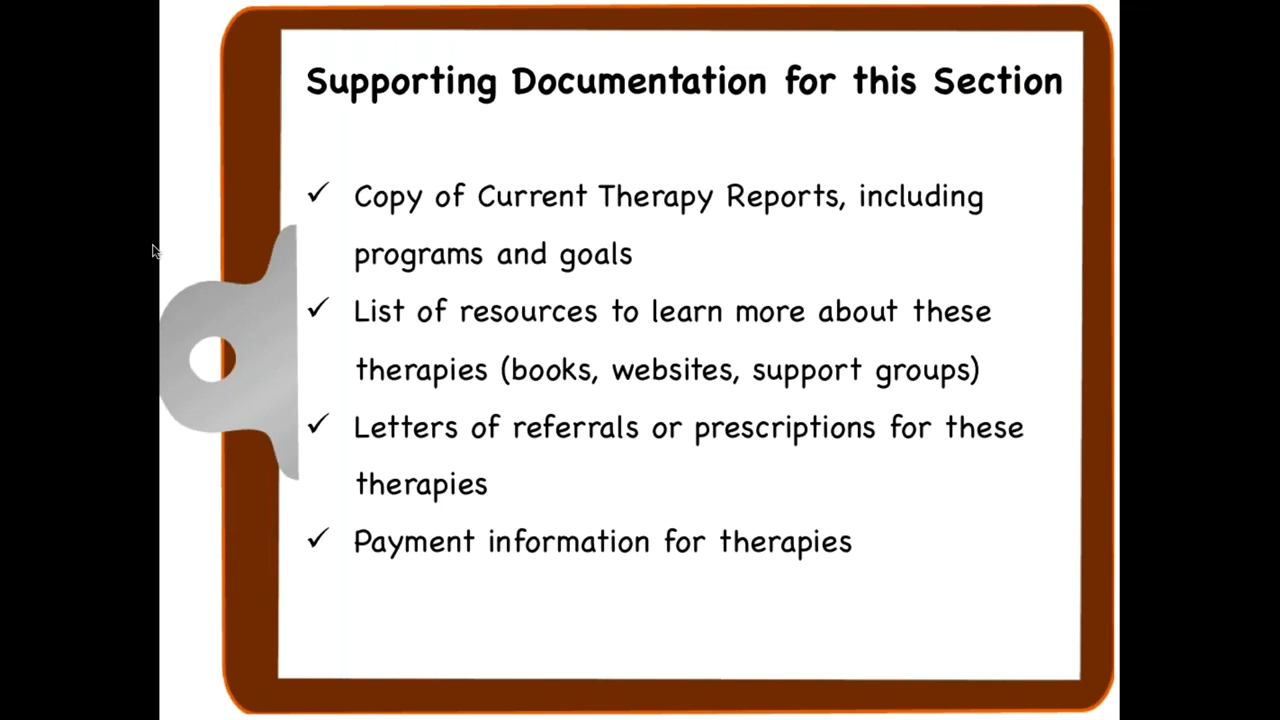 Supporting Documentation for this Section
✓ Copy of Current Therapy Reports, including
programs and goals
✓ List of resources to learn more about these
therapies (books, websites, support groups)
✓ Letters of referrals or prescriptions for these
therapies
✓ Payment information for therapies